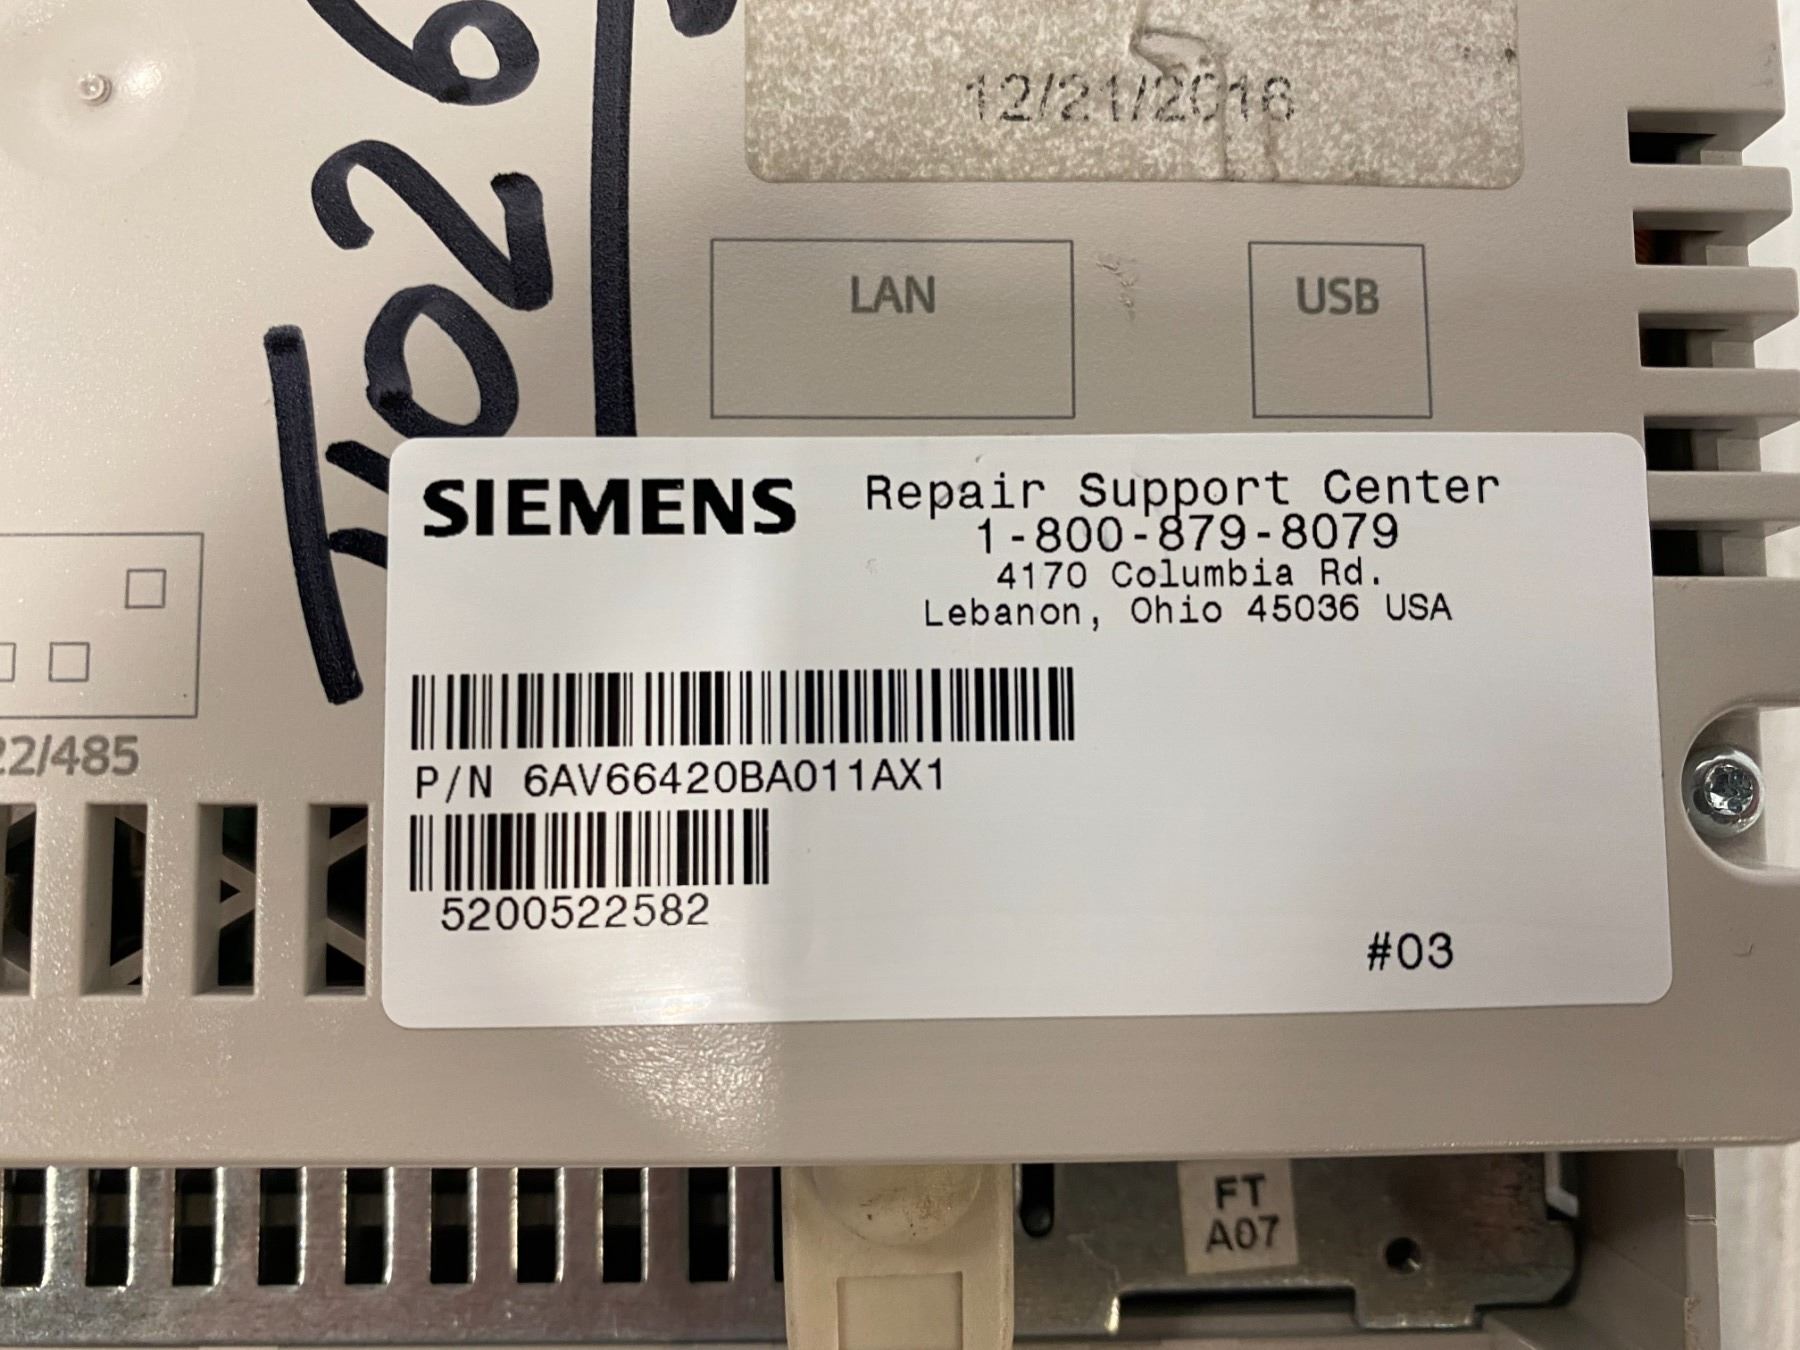 12/21/2016
LAN
USB
SIEMENS
Repair Support Center
1-800-879-8079
4170 Columbia Rd.
Lebanon, Ohio 45036 USA
22/485
P/N 6AV66420BA011AX1
5200522582
#03
FT
A07